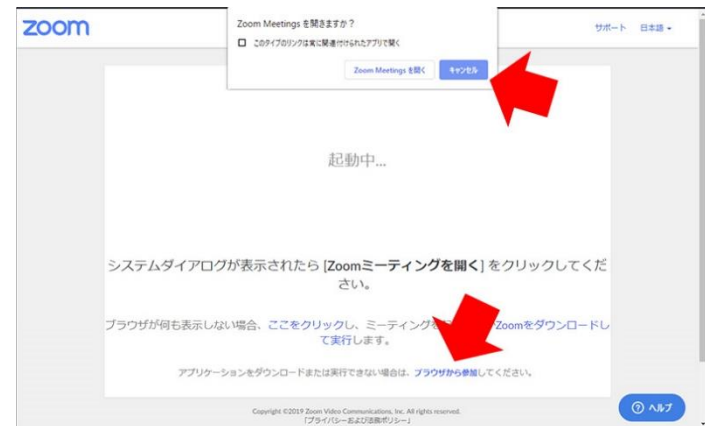 zoom
Zoom Meetings を開きますか？
このタイプのリンクは常に関連付けられたアプリで開く
Zoom Meetings を開く
キャンセル
サポート 日本語
起動中...
システムダイアログが表示されたら [Zoomミーティングを開く] をクリックしてくだ
さい。
ブラウザが何も表示しない場合、ここをクリックし、ミーティングを Zoomをダウンロードし
て実行します。
アプリケーションをダウンロードまたは実行できない場合は、ブラウザから参加してください。
Copyright ©2019 Zoom Video Communications, Inc. All rights reserved.
「プライバシーおよび法務ポリシー」
ヘルプ